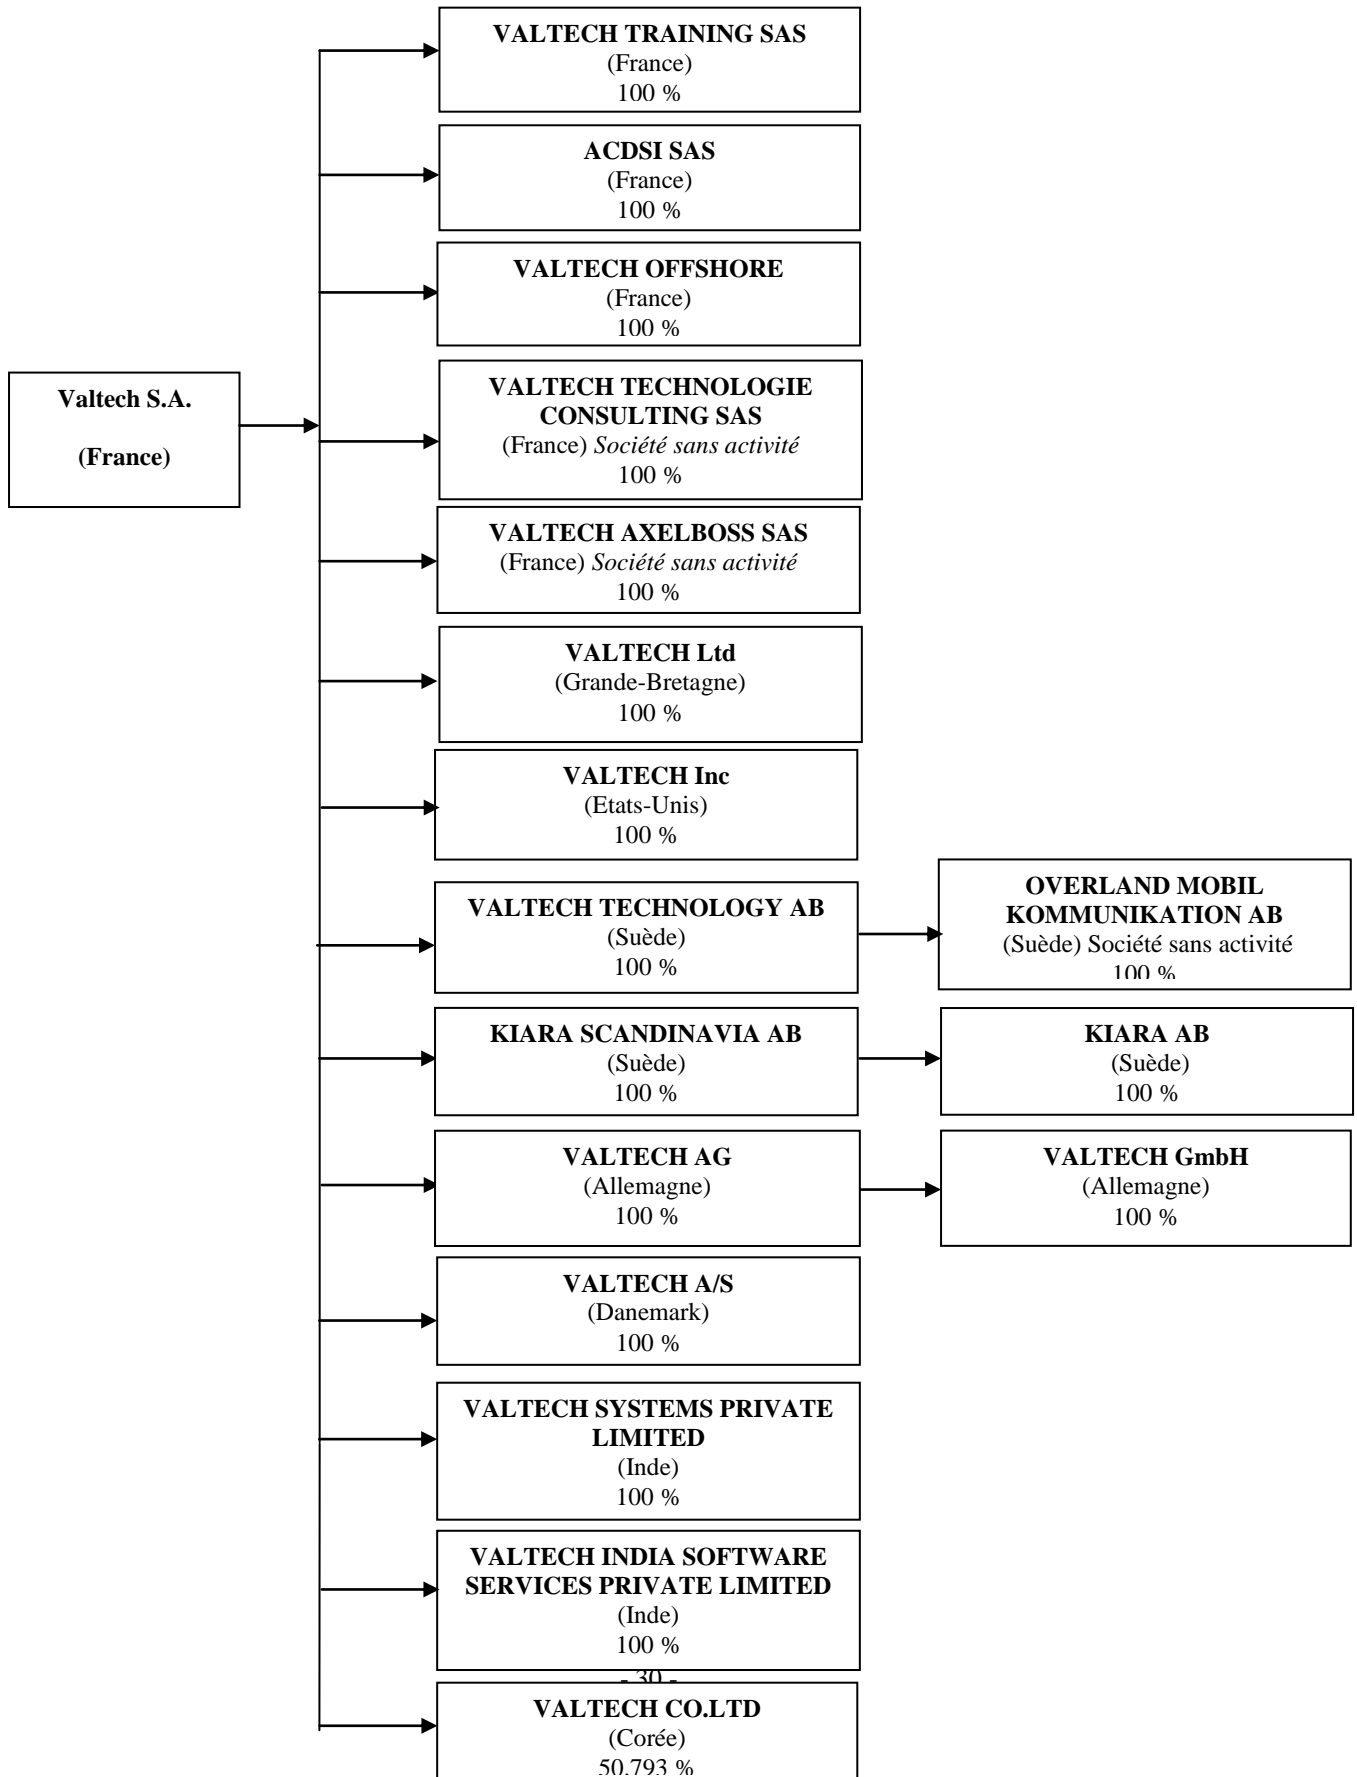 VALTECH TRAINING SAS
(France)
100 %
ACDSI SAS
(France)
100 %
VALTECH OFFSHORE
(France)
100 %
Valtech S.A.
(France)
VALTECH TECHNOLOGIE
CONSULTING SAS
(France) Société sans activité
100 %
VALTECH AXELBOSS SAS
(France) Société sans activité
100 %
VALTECH Ltd
(Grande-Bretagne)
100 %
VALTECH Inc
(Etats-Unis)
100 %
VALTECH TECHNOLOGY AB
(Suède)
100 %
OVERLAND MOBIL
KOMMUNIKATION AB
(Suède) Société sans activité
100 %
KIARA SCANDINAVIA AB
(Suède)
100 %
KIARA AB
(Suède)
100 %
VALTECH AG
(Allemagne)
100 %
VALTECH GmbH
(Allemagne)
100 %
VALTECH A/S
(Danemark)
100 %
VALTECH SYSTEMS PRIVATE
LIMITED
(Inde)
100 %
VALTECH INDIA SOFTWARE
SERVICES PRIVATE LIMITED
(Inde)
100 %
- 30 -
VALTECH CO.LTD
(Corée)
50.793 %